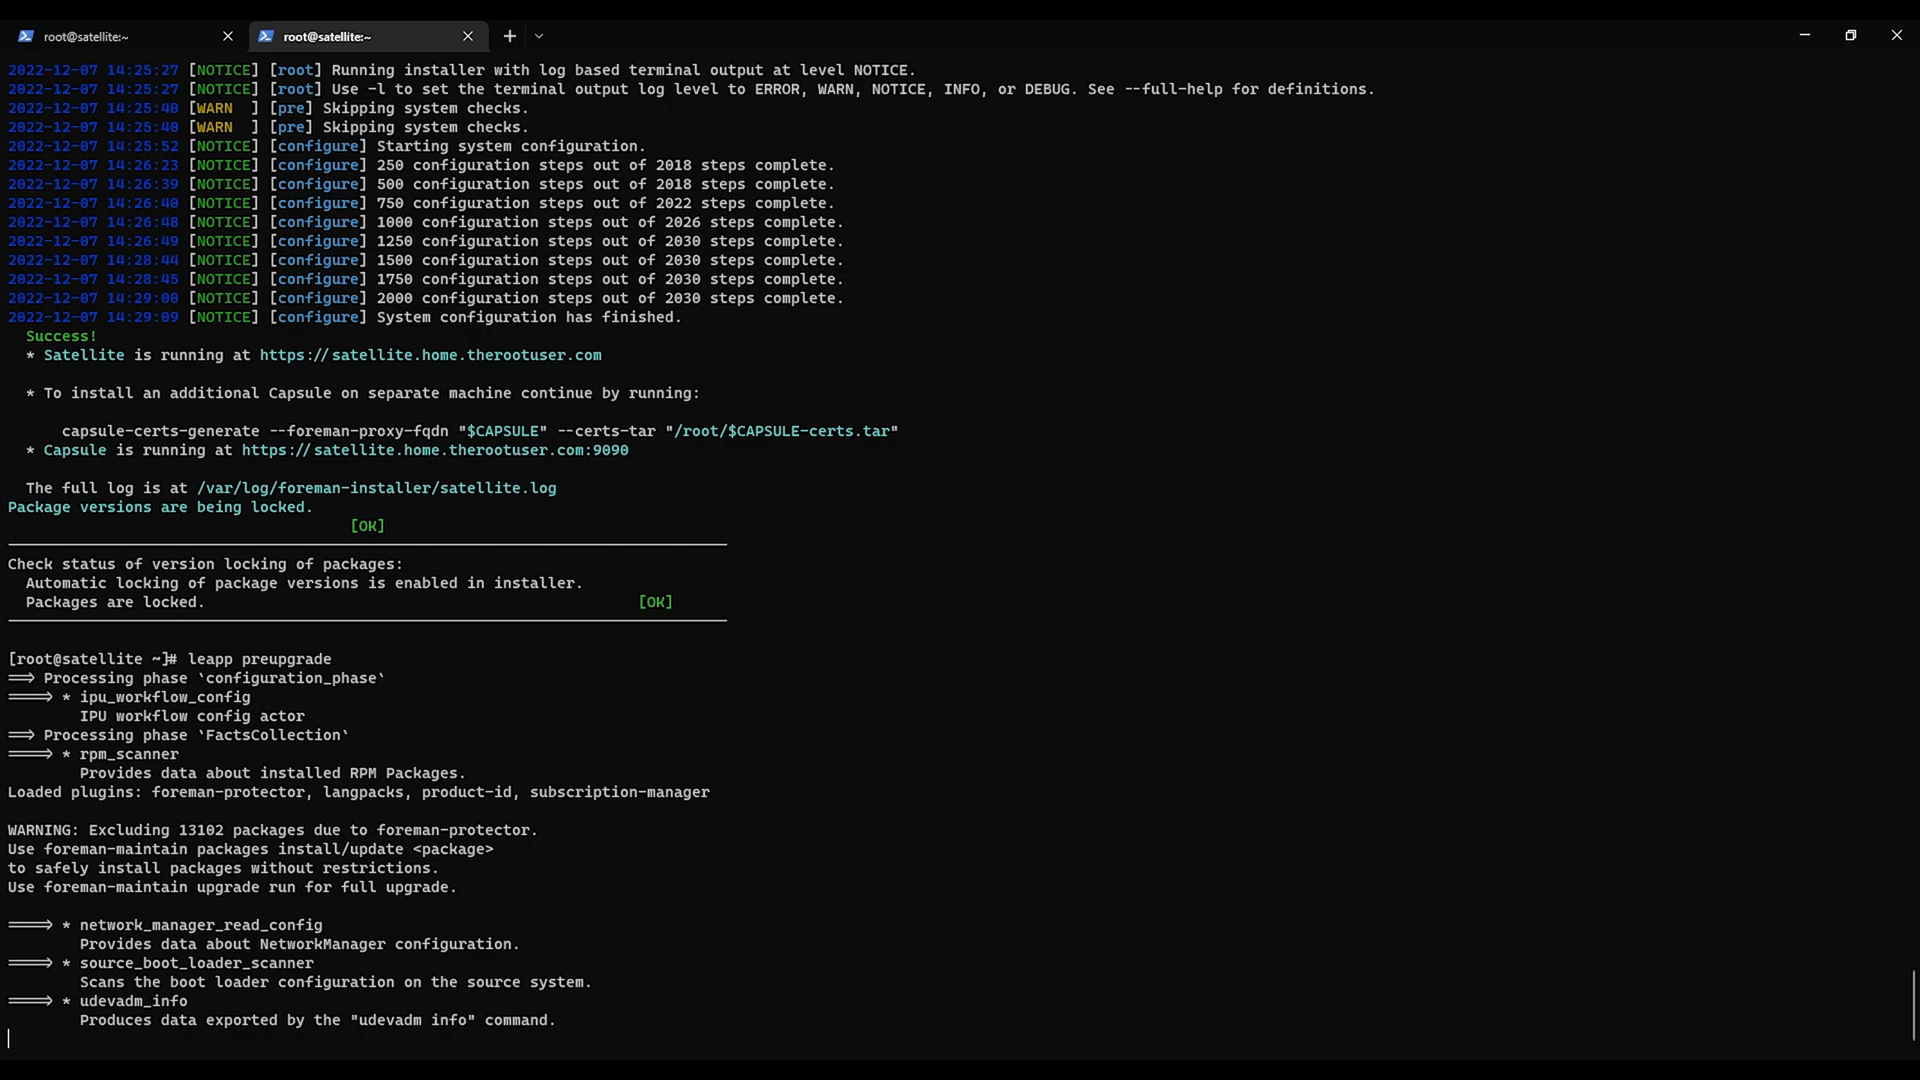 root@satellite:~
root@satellite:~
2022-12-07 14:25:27 [NOTICE] [root] Running installer with log based terminal output at level NOTICE.
2022-12-07 14:25:27 [NOTICE] [root] Use -l to set the terminal output log level to ERROR, WARN, NOTICE, INFO, or DEBUG. See --full-help for definitions.
2022-12-07 14:25:40 [WARN  ] [pre] Skipping system checks.
2022-12-07 14:25:40 [WARN  ] [pre] Skipping system checks.
2022-12-07 14:25:52 [NOTICE] [configure] Starting system configuration.
2022-12-07 14:26:23 [NOTICE] [configure] 250 configuration steps out of 2018 steps complete.
2022-12-07 14:26:39 [NOTICE] [configure] 500 configuration steps out of 2018 steps complete.
2022-12-07 14:26:40 [NOTICE] [configure] 750 configuration steps out of 2022 steps complete.
2022-12-07 14:26:48 [NOTICE] [configure] 1000 configuration steps out of 2026 steps complete.
2022-12-07 14:26:49 [NOTICE] [configure] 1250 configuration steps out of 2030 steps complete.
2022-12-07 14:28:44 [NOTICE] [configure] 1500 configuration steps out of 2030 steps complete.
2022-12-07 14:28:45 [NOTICE] [configure] 1750 configuration steps out of 2030 steps complete.
2022-12-07 14:29:00 [NOTICE] [configure] 2000 configuration steps out of 2030 steps complete.
2022-12-07 14:29:09 [NOTICE] [configure] System configuration has finished.
Success!
* Satellite is running at https://satellite.home.therootuser.com
* To install an additional Capsule on separate machine continue by running:
capsule-certs-generate --foreman-proxy-fqdn "$CAPSULE" --certs-tar "/root/$CAPSULE-certs.tar"
* Capsule is running at https://satellite.home.therootuser.com:9090
The full log is at /var/log/foreman-installer/satellite.log
Package versions are being locked.
[OK]
Check status of version locking of packages:
Automatic locking of package versions is enabled in installer.
Packages are locked. [OK]
[root@satellite ~]# leapp preupgrade
==> Processing phase `configuration_phase`
====> * ipu_workflow_config
IPU workflow config actor
==> Processing phase `FactsCollection`
====> * rpm_scanner
Provides data about installed RPM Packages.
Loaded plugins: foreman-protector, langpacks, product-id, subscription-manager
WARNING: Excluding 13102 packages due to foreman-protector.
Use foreman-maintain packages install/update <package>
to safely install packages without restrictions.
Use foreman-maintain upgrade run for full upgrade.
====> * network_manager_read_config
Provides data about NetworkManager configuration.
====> * source_boot_loader_scanner
Scans the boot loader configuration on the source system.
====> * udevadm_info
Produces data exported by the "udevadm info" command.